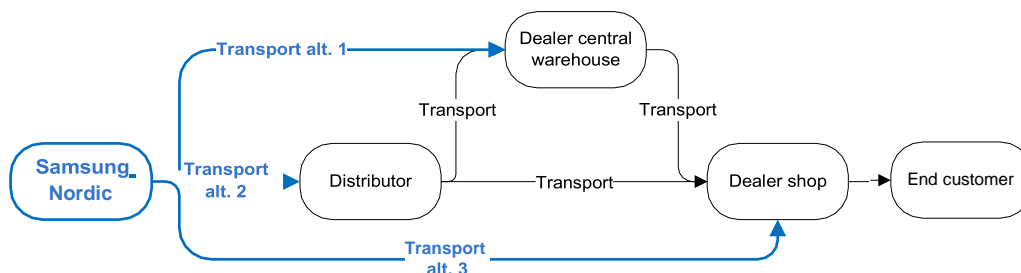 Dealer central
warehouse
Transport alt. 1
Transport
Transport
Samsung
Nordic
Transport
alt. 2
Distributor
Transport
Dealer shop
End customer
Transport
alt. 3